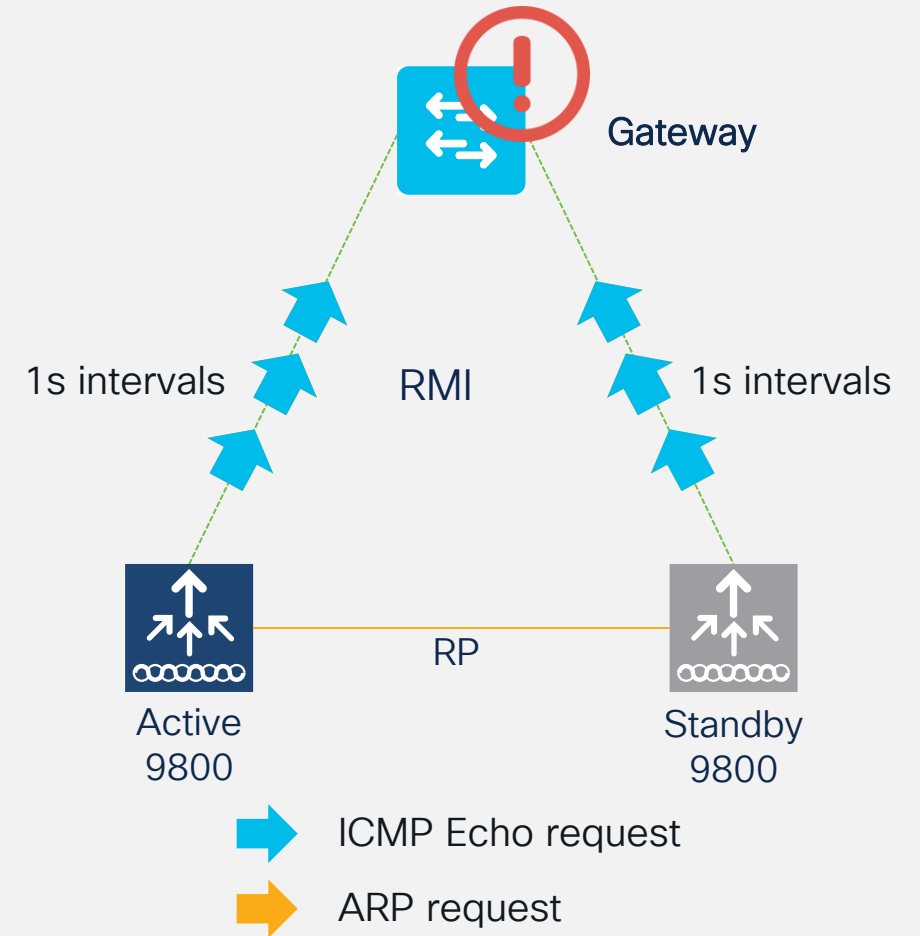 Gateway
1s intervals
RMI
1s intervals
RP
Active
9800
Standby
9800
ICMP Echo request
ARP request